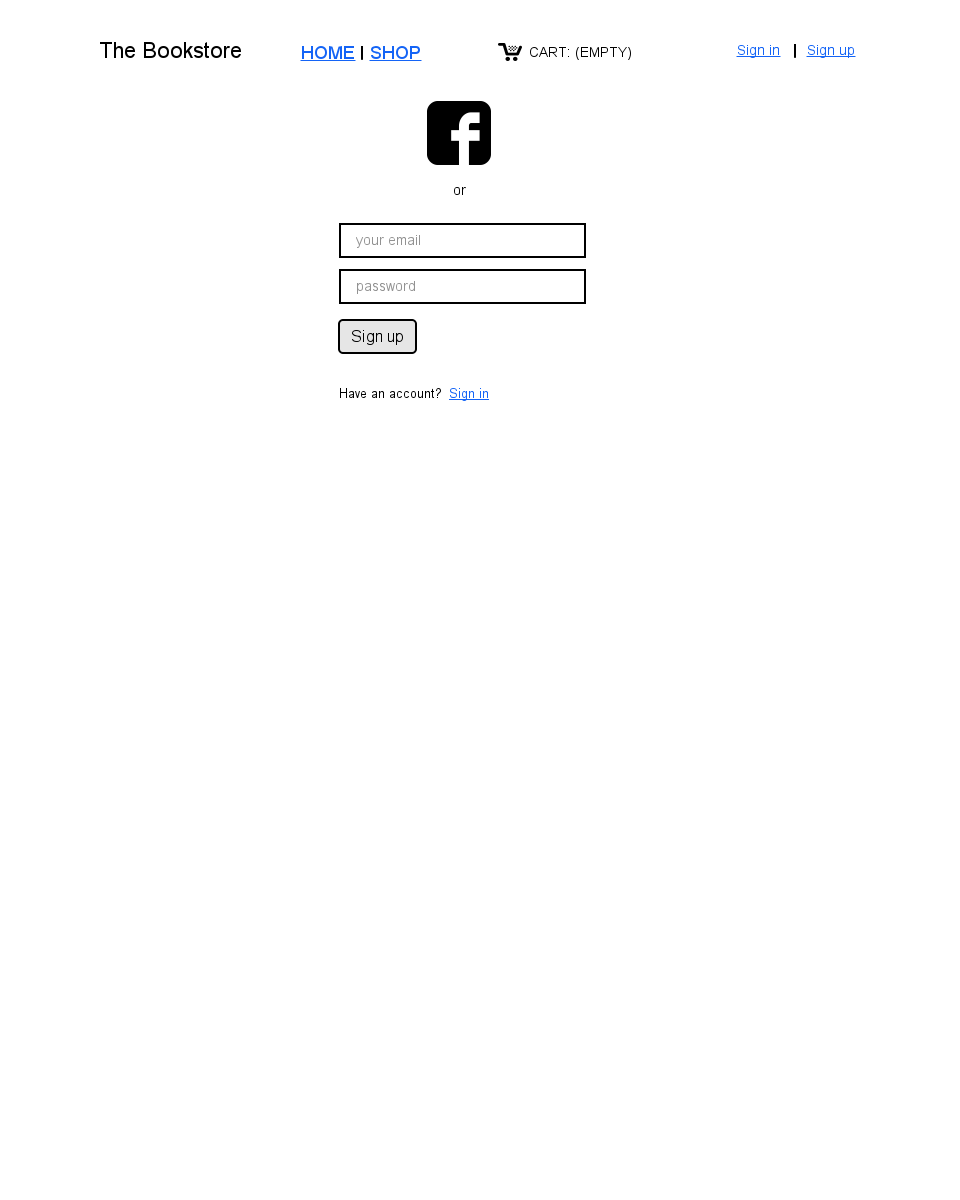 The Bookstore HOME | SHOP CART: (EMPTY) Sign in | Sign up
or
your email
password
Sign up
Have an account? Sign in